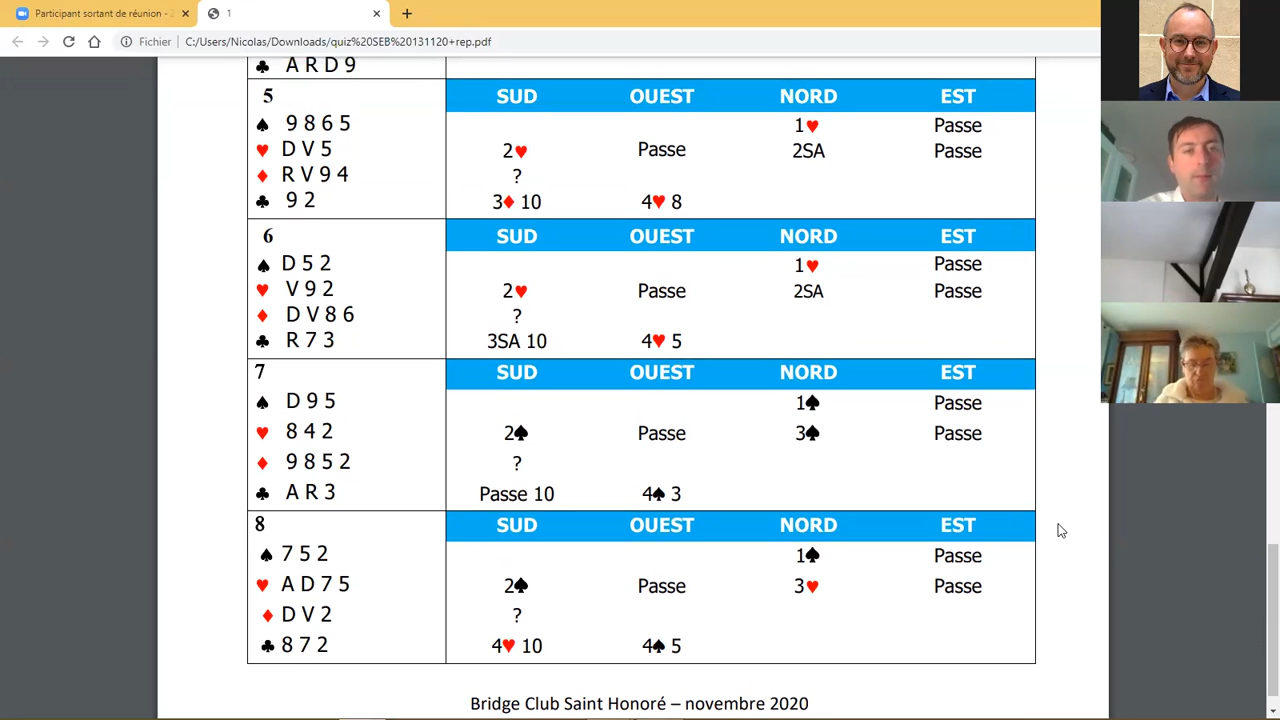 Participant sortant de réunion - 2
1
Fichier C:/Users/Nicolas/Downloads/quiz%20SEB%20131120+rep.pdf
♣ A R D 9
5 SUD OUEST NORD EST
♠ 9 8 6 5 1♥ Passe
♥ D V 5 2♥ Passe 2SA Passe
♦ R V 9 4 ?
♣ 9 2 3♦ 10 4♥ 8
6 SUD OUEST NORD EST
♠ D 5 2 1♥ Passe
♥ V 9 2 2♥ Passe 2SA Passe
♦ D V 8 6 ?
♣ R 7 3 3SA 10 4♥ 5
7 SUD OUEST NORD EST
♠ D 9 5 1♠ Passe
♥ 8 4 2 2♠ Passe 3♠ Passe
♦ 9 8 5 2 ?
♣ A R 3 Passe 10 4♠ 3
8 SUD OUEST NORD EST
♠ 7 5 2 1♠ Passe
♥ A D 7 5 2♠ Passe 3♥ Passe
♦ D V 2 ?
♣ 8 7 2 4♥ 10 4♠ 5
Bridge Club Saint Honoré – novembre 2020